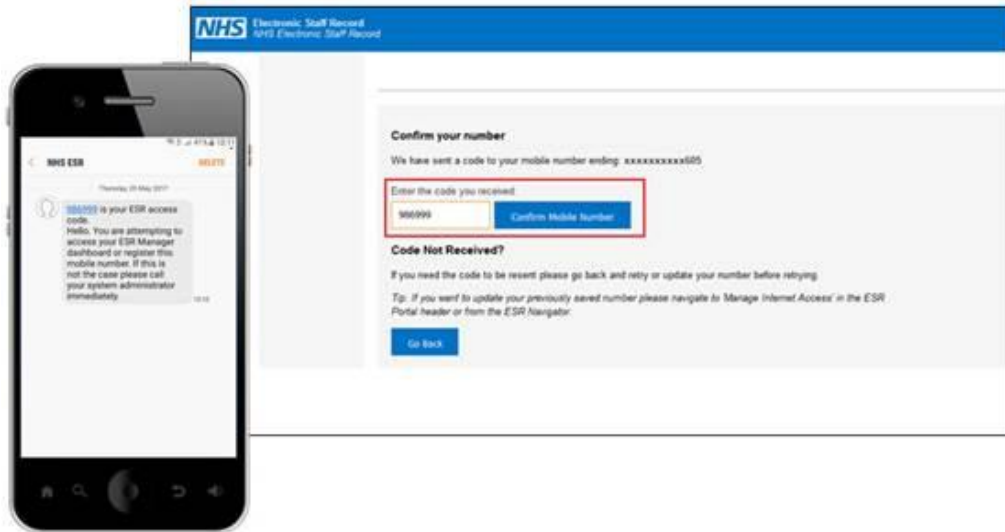 NHS Electronic Staff Record
NHS Electronic Staff Record
NHS ESR
DELETE
Thursday, 25 May 2017
986999 is your ESR access
code.
Hello. You are attempting to
access your ESR Manager
dashboard or register this
mobile number. If this is
not the case please call
your system administrator
immediately.
Confirm your number
We have sent a code to your mobile number ending: xxxxxxxxxx605
Enter the code you received
986999
Confirm Mobile Number
Code Not Received?
If you need the code to be resent please go back and retry or update your number before retrying.
Tip: If you want to update your previously saved number please navigate to 'Manage Internet Access' in the ESR
Portal header or from the ESR Navigator.
Go Back